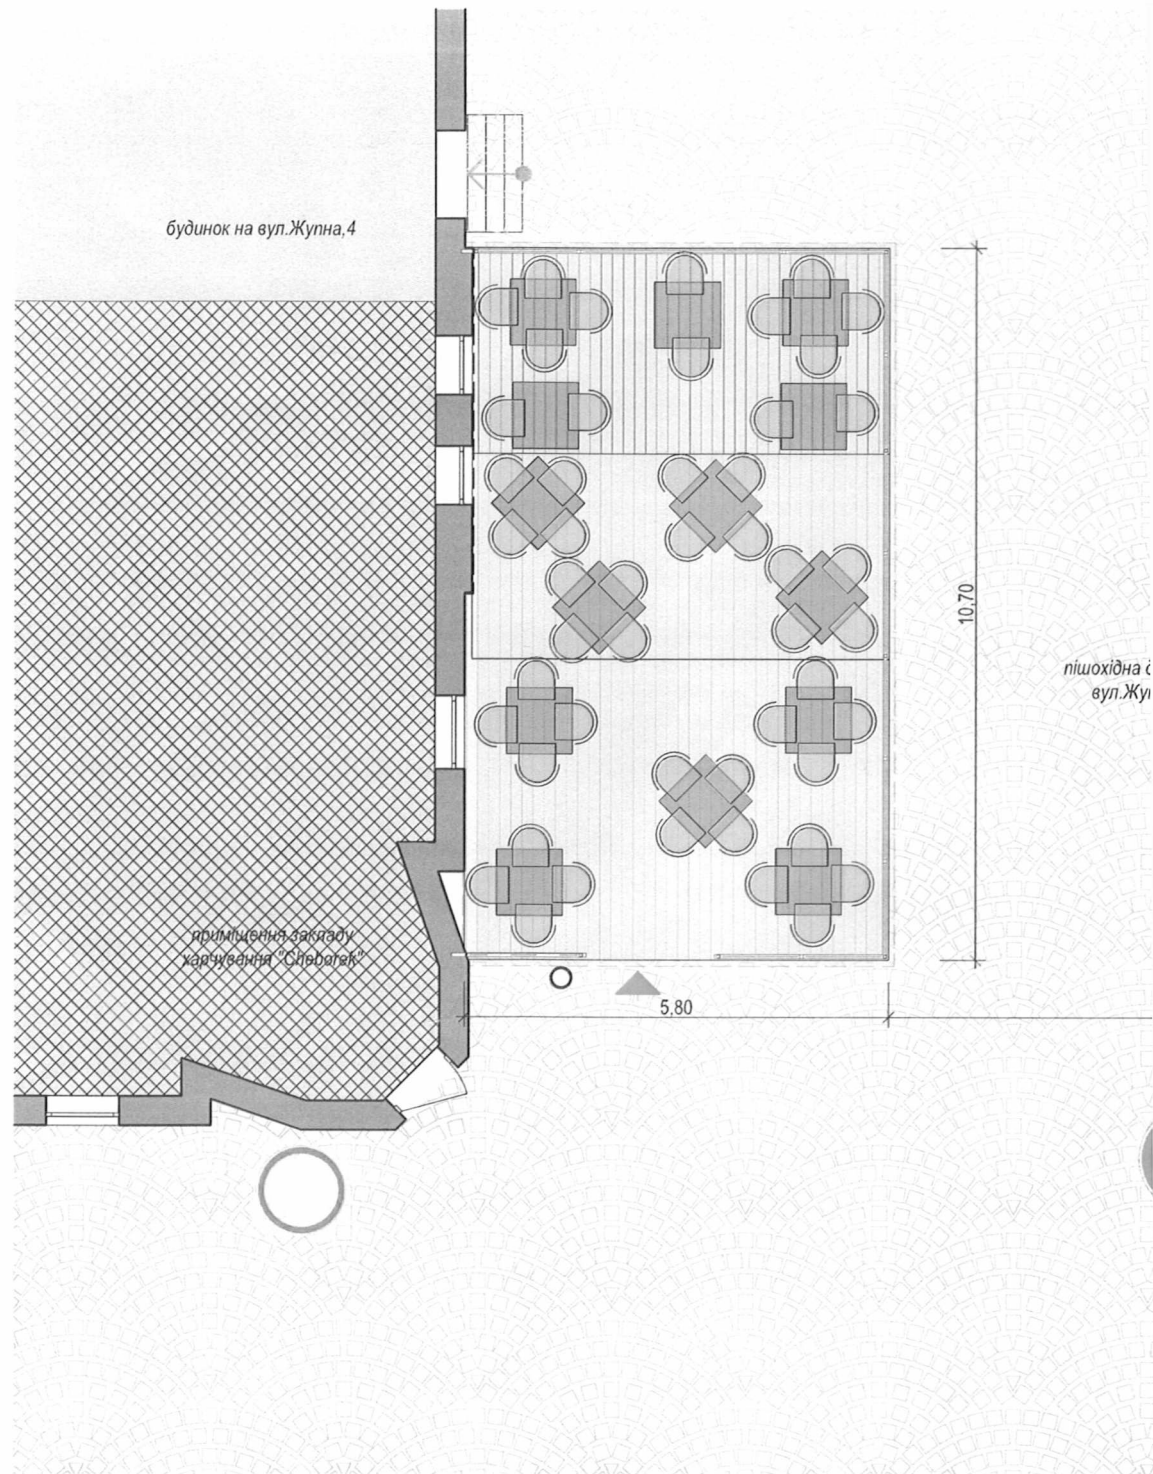 будинок на вул.Жупна,4
10,70
пішохідна
вул.Жу
приміщення закладу
харчування "Cheborek"
5,80